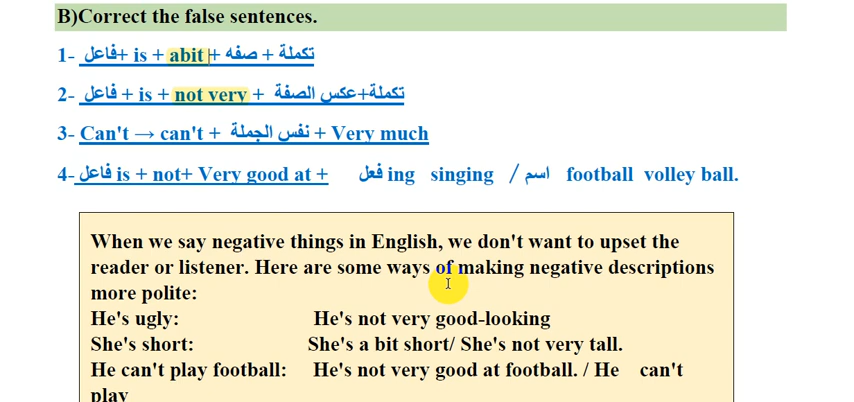 B)Correct the false sentences.
1- فاعل+ is + abit + صفه + تكملة
2- فاعل + is + not very + عكس الصفة+تكملة
3- Can't → can't + نفس الجملة + Very much
4- فاعل is + not+ Very good at + فعل ing singing / اسم football volley ball.
When we say negative things in English, we don't want to upset the
reader or listener. Here are some ways of making negative descriptions
more polite:
He's ugly: He's not very good-looking
She's short: She's a bit short/ She's not very tall.
He can't play football: He's not very good at football. / He can't
play